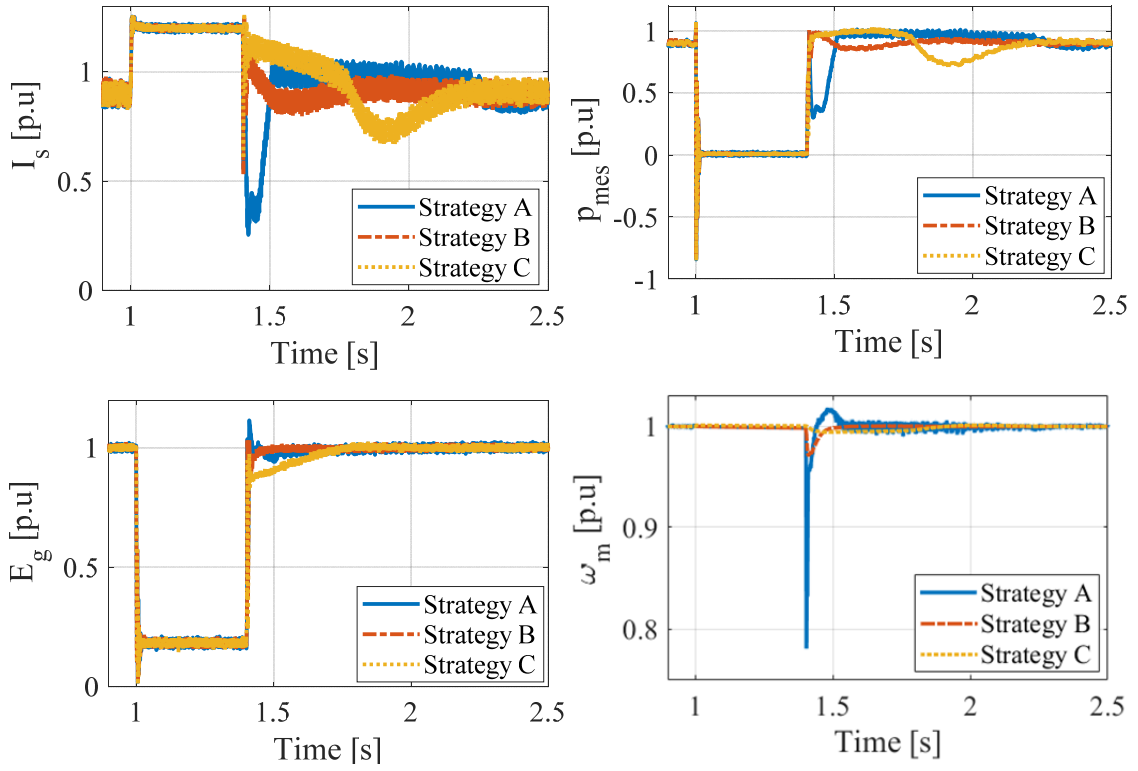 I_s [p.u]
1
0.5
0
1
1.5
2
2.5
Time [s]
Strategy A
Strategy B
Strategy C
p_mes [p.u]
1
0.5
0
-0.5
-1
1
1.5
2
2.5
Time [s]
Strategy A
Strategy B
Strategy C
E_g [p.u]
1
0.5
0
1
1.5
2
2.5
Time [s]
Strategy A
Strategy B
Strategy C
ω_m [p.u]
1
0.9
0.8
1
1.5
2
2.5
Time [s]
Strategy A
Strategy B
Strategy C